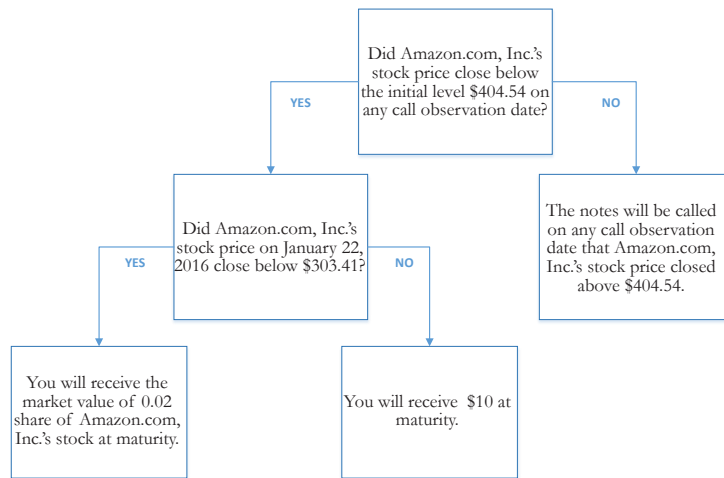 Did Amazon.com, Inc.'s
stock price close below
the initial level $404.54 on
any call observation date?
YES
NO
Did Amazon.com, Inc.'s
stock price on January 22,
2016 close below $303.41?
The notes will be called
on any call observation
date that Amazon.com,
Inc.'s stock price closed
above $404.54.
YES
NO
You will receive the
market value of 0.02
share of Amazon.com,
Inc.'s stock at maturity.
You will receive $10 at
maturity.